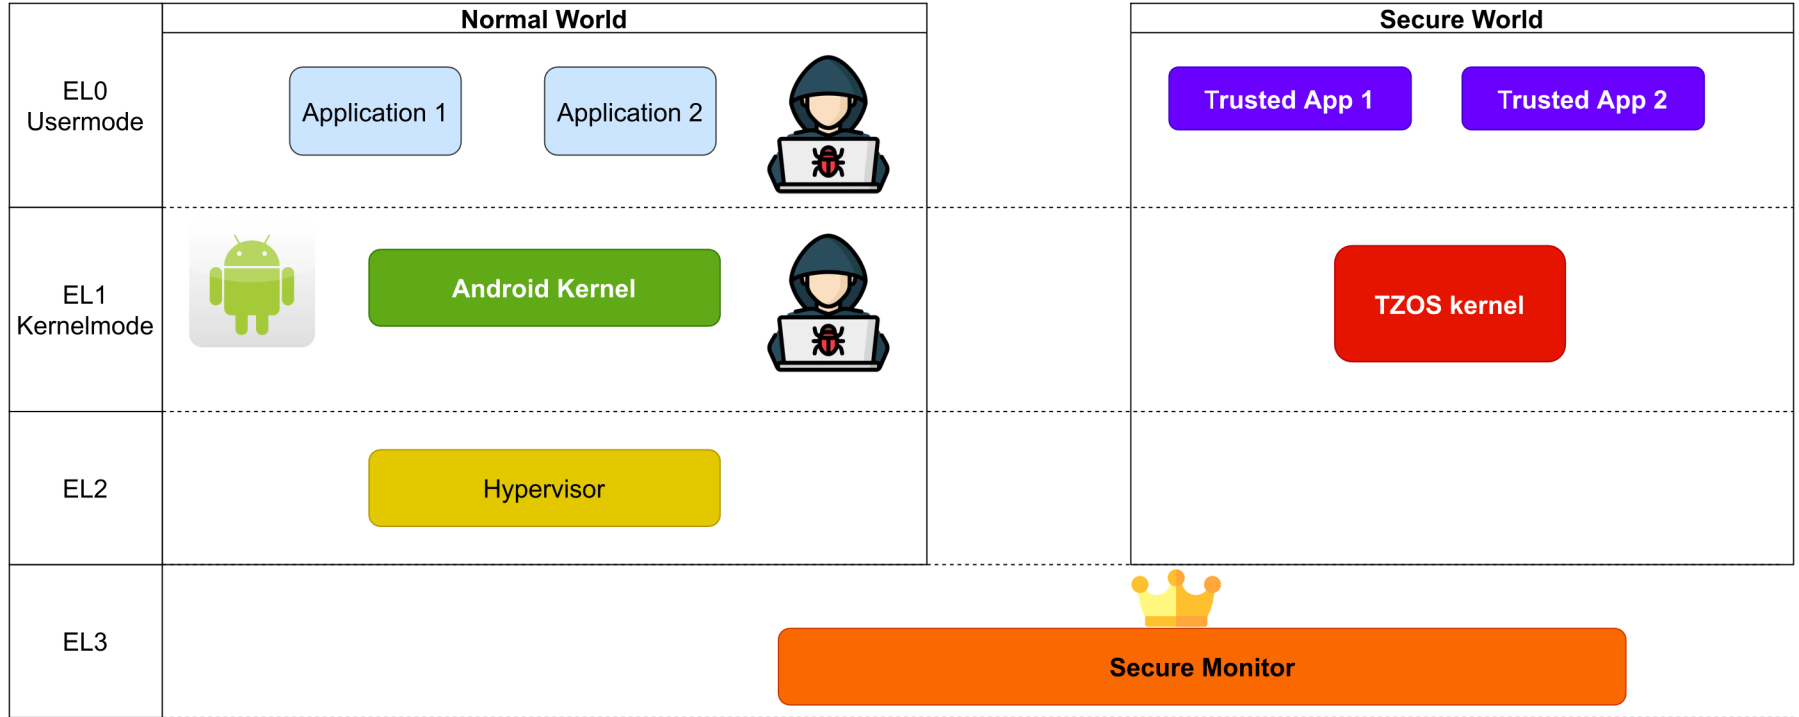 Normal World
Secure World
EL0
Usermode
Application 1
Application 2
Trusted App 1
Trusted App 2
EL1
Kernelmode
Android Kernel
TZOS kernel
EL2
Hypervisor
EL3
Secure Monitor